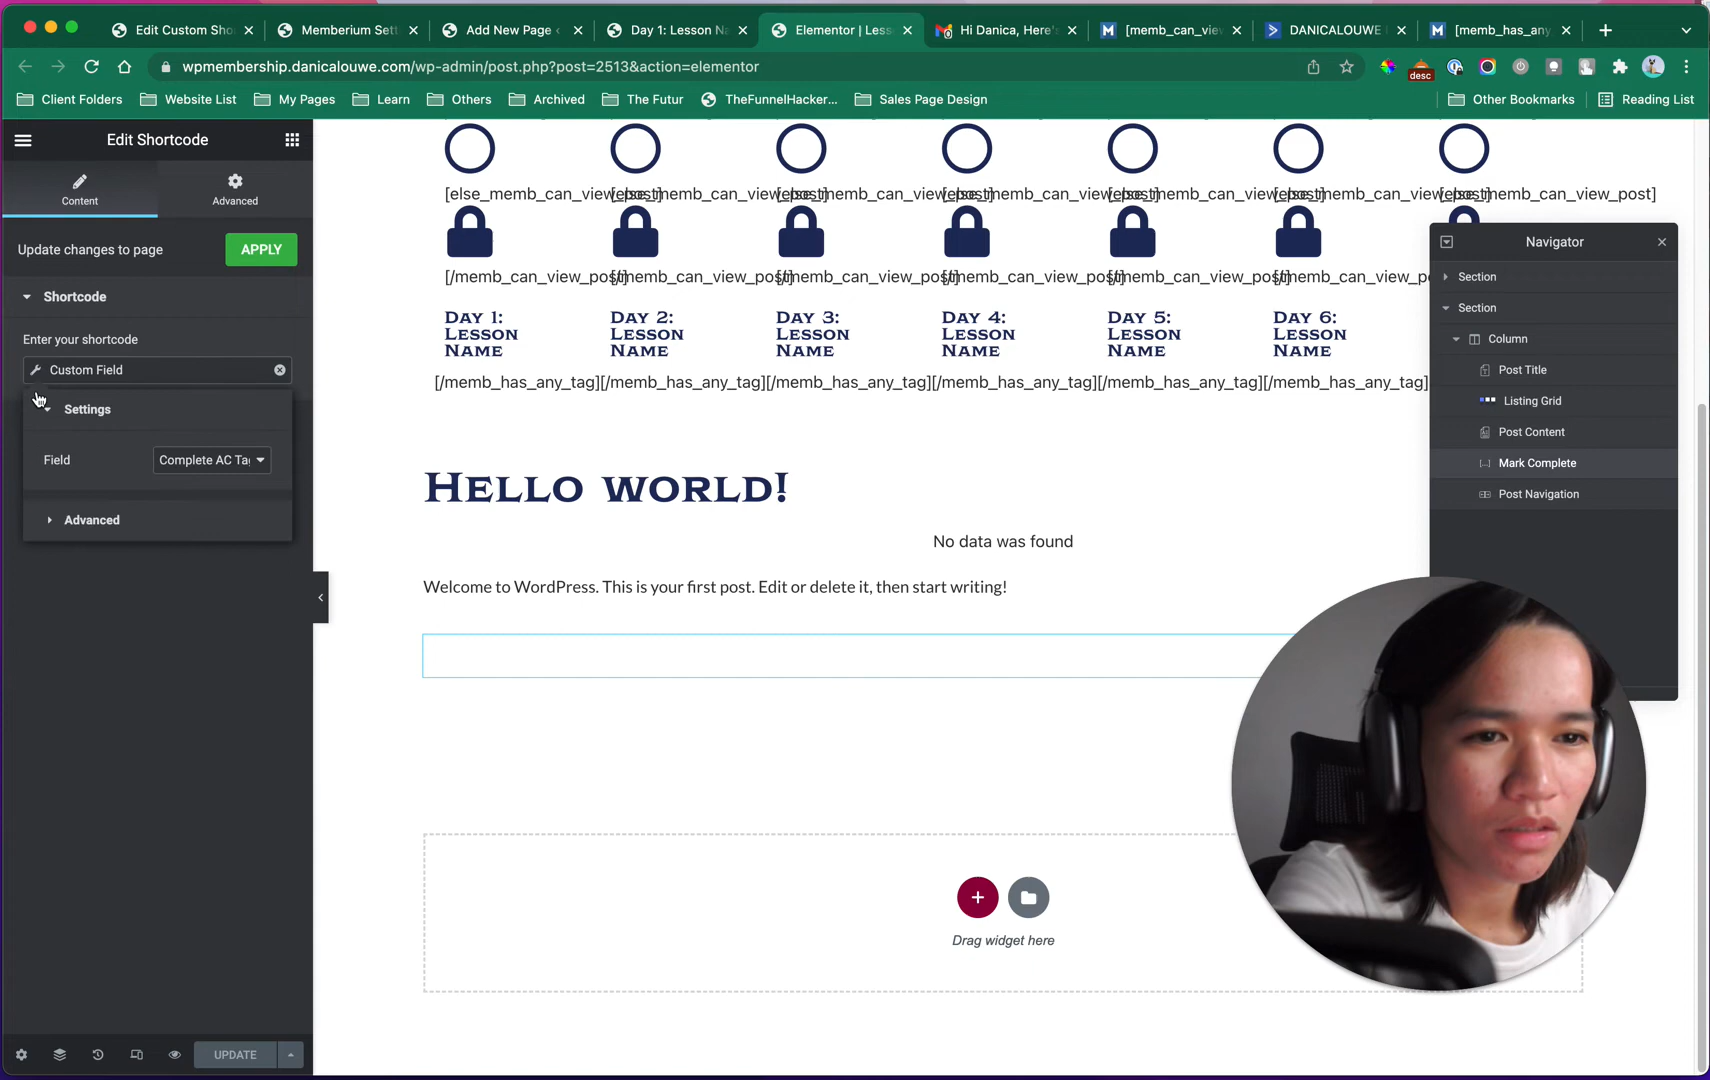 Edit Custom Sho
Memberium Sett
Add New Page
Day 1: Lesson Na
Elementor | Less
Hi Danica, Here's
[memb_can_view
DANICALOUWE
[memb_has_any
wpmembership.danicalouwe.com/wp-admin/post.php?post=2513&action=elementor
desc
Client Folders
Website List
My Pages
Learn
Others
Archived
The Futur
TheFunnelHacker...
Sales Page Design
Other Bookmarks
Reading List
Edit Shortcode
Content
Advanced
Update changes to page
APPLY
Shortcode
Enter your shortcode
Custom Field
Settings
Field
Complete AC Tag
Advanced
UPDATE
[else_memb_can_view_post]
[/memb_can_view_post]
Day 1:
Lesson
Name
Day 2:
Lesson
Name
Day 3:
Lesson
Name
Day 4:
Lesson
Name
Day 5:
Lesson
Name
Day 6:
Lesson
Name
[/memb_has_any_tag][/memb_has_any_tag][/memb_has_any_tag][/memb_has_any_tag][/memb_has_any_tag][/memb_has_any_tag]
Hello world!
No data was found
Welcome to WordPress. This is your first post. Edit or delete it, then start writing!
Drag widget here
Navigator
Section
Section
Column
Post Title
Listing Grid
Post Content
Mark Complete
Post Navigation